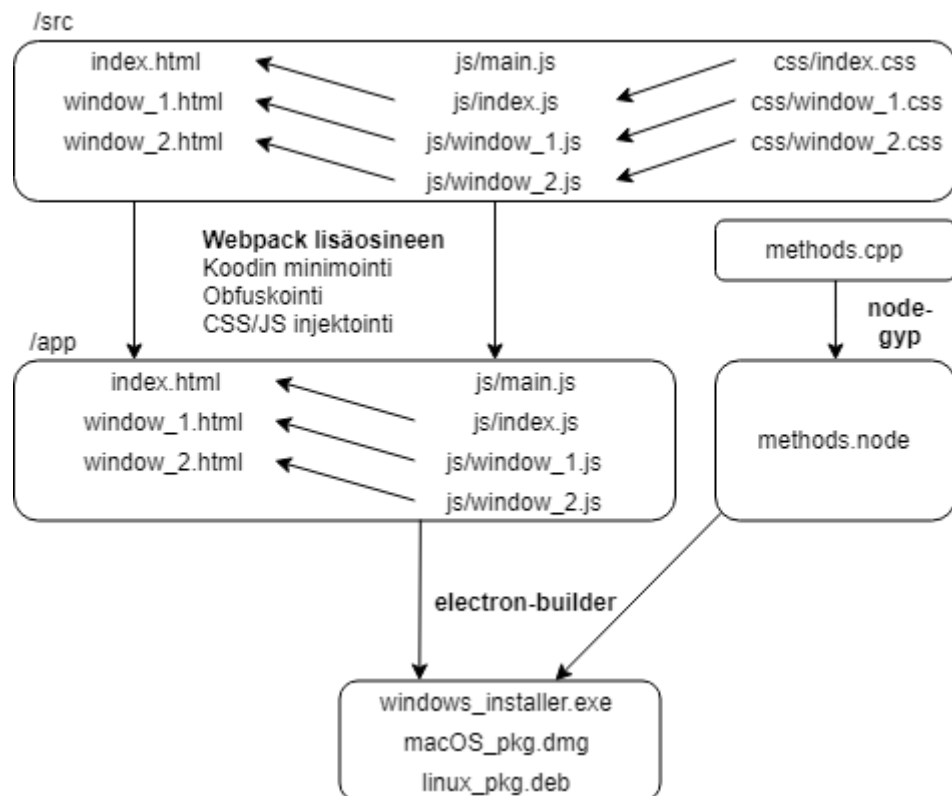 /src
index.html js/main.js css/index.css
window_1.html js/index.js css/window_1.css
window_2.html js/window_1.js css/window_2.css
js/window_2.js
Webpack lisäosineen
Koodin minimointi
Obfuskointi
CSS/JS injektointi
methods.cpp
node-
gyp
/app
index.html js/main.js
window_1.html js/index.js
window_2.html js/window_1.js
js/window_2.js
methods.node
electron-builder
windows_installer.exe
macOS_pkg.dmg
linux_pkg.deb